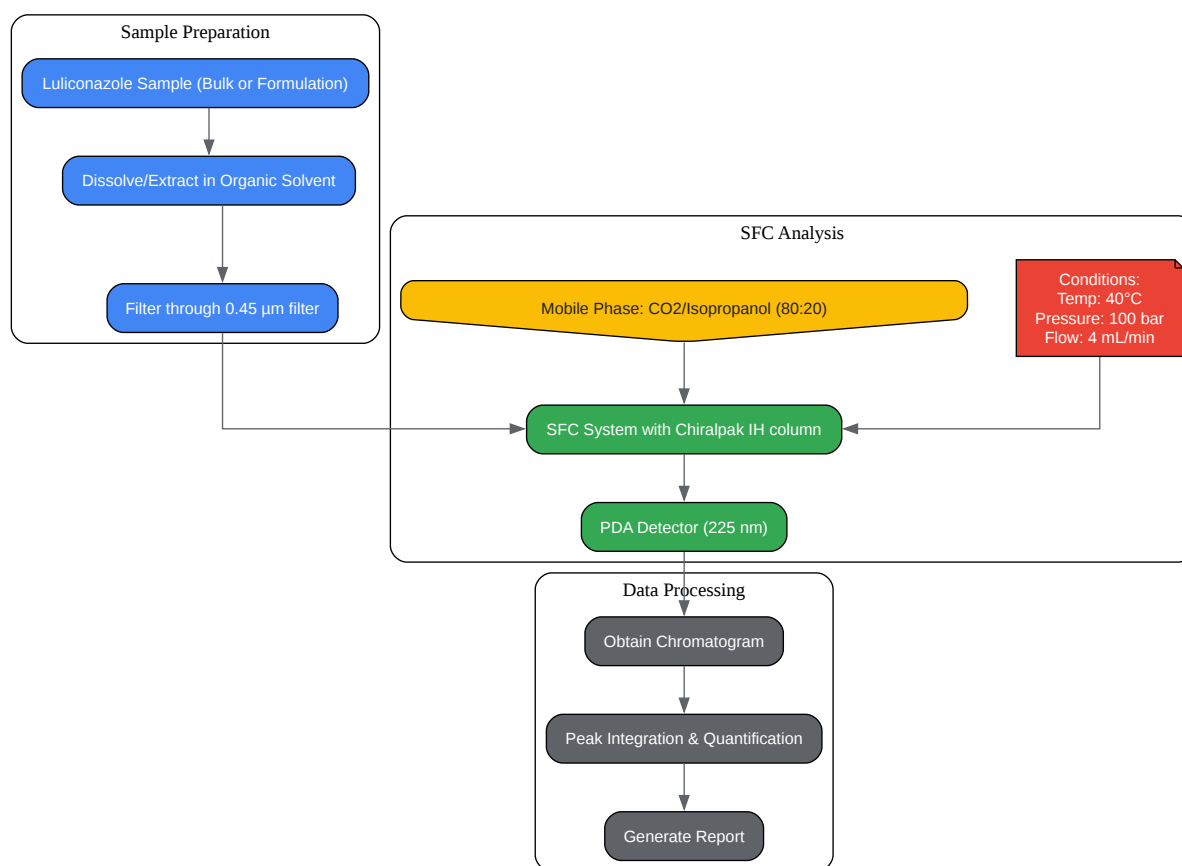 Sample Preparation
Luliconazole Sample (Bulk or Formulation)
Dissolve/Extract in Organic Solvent
Filter through 0.45 µm filter
SFC Analysis
Mobile Phase: CO2/Isopropanol (80:20)
Conditions:
Temp: 40°C
Pressure: 100 bar
Flow: 4 mL/min
SFC System with Chiralpak IH column
PDA Detector (225 nm)
Data Processing
Obtain Chromatogram
Peak Integration & Quantification
Generate Report